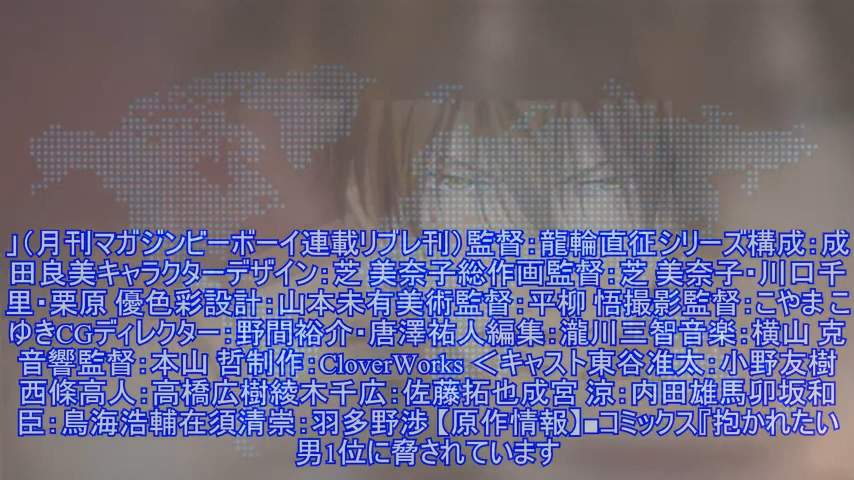 」（月刊マガジンビーボーイ連載リブレ刊）監督：龍輪直征シリーズ構成：成
田良美キャラクターデザイン：芝 美奈子総作画監督：芝 美奈子・川口千
里・栗原 優色彩設計：山本未有美術監督：平柳 悟撮影監督：こやまこ
ゆきCGディレクター：野間裕介・唐澤祐人編集：瀧川三智音楽：横山 克
音響監督：本山 哲制作：CloverWorks ＜キャスト東谷准太：小野友樹
西條高人：高橋広樹綾木千広：佐藤拓也成宮 涼：内田雄馬卯坂和
臣：鳥海浩輔在須清崇：羽多野渉【原作情報】■コミックス『抱かれたい
男1位に脅されています